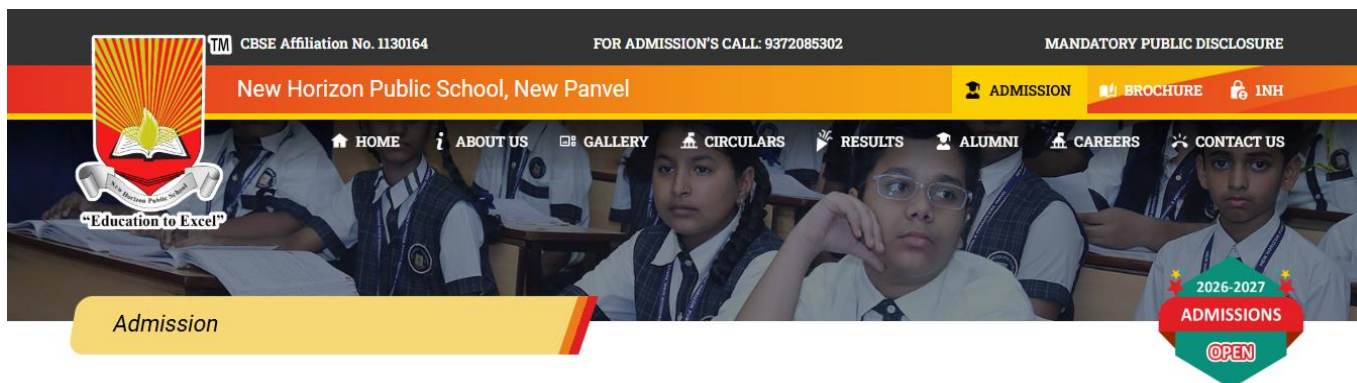 TM
CBSE Affiliation No. 1130164
FOR ADMISSION'S CALL: 9372085302
MANDATORY PUBLIC DISCLOSURE
New Horizon Public School, New Panvel
ADMISSION
BROCHURE
1NH
HOME
ABOUT US
GALLERY
CIRCULARS
RESULTS
ALUMNI
CAREERS
CONTACT US
New Horizon Public School
"Education to Excel"
Admission
2026-2027
ADMISSIONS
OPEN